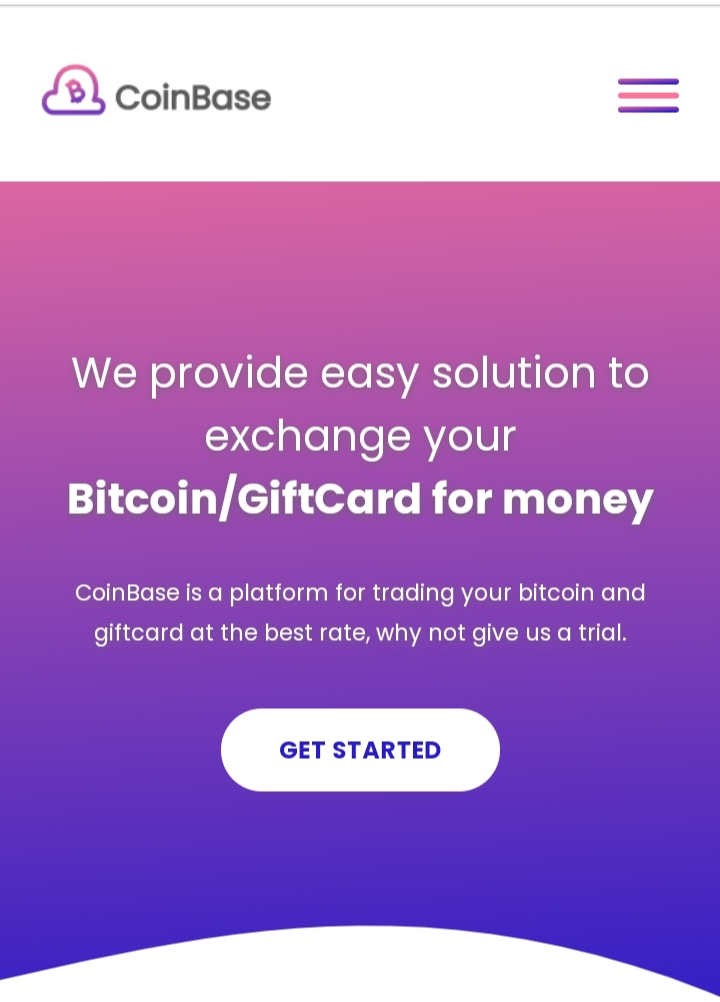 CoinBase
We provide easy solution to
exchange your
Bitcoin/GiftCard for money
CoinBase is a platform for trading your bitcoin and
giftcard at the best rate, why not give us a trial.
GET STARTED